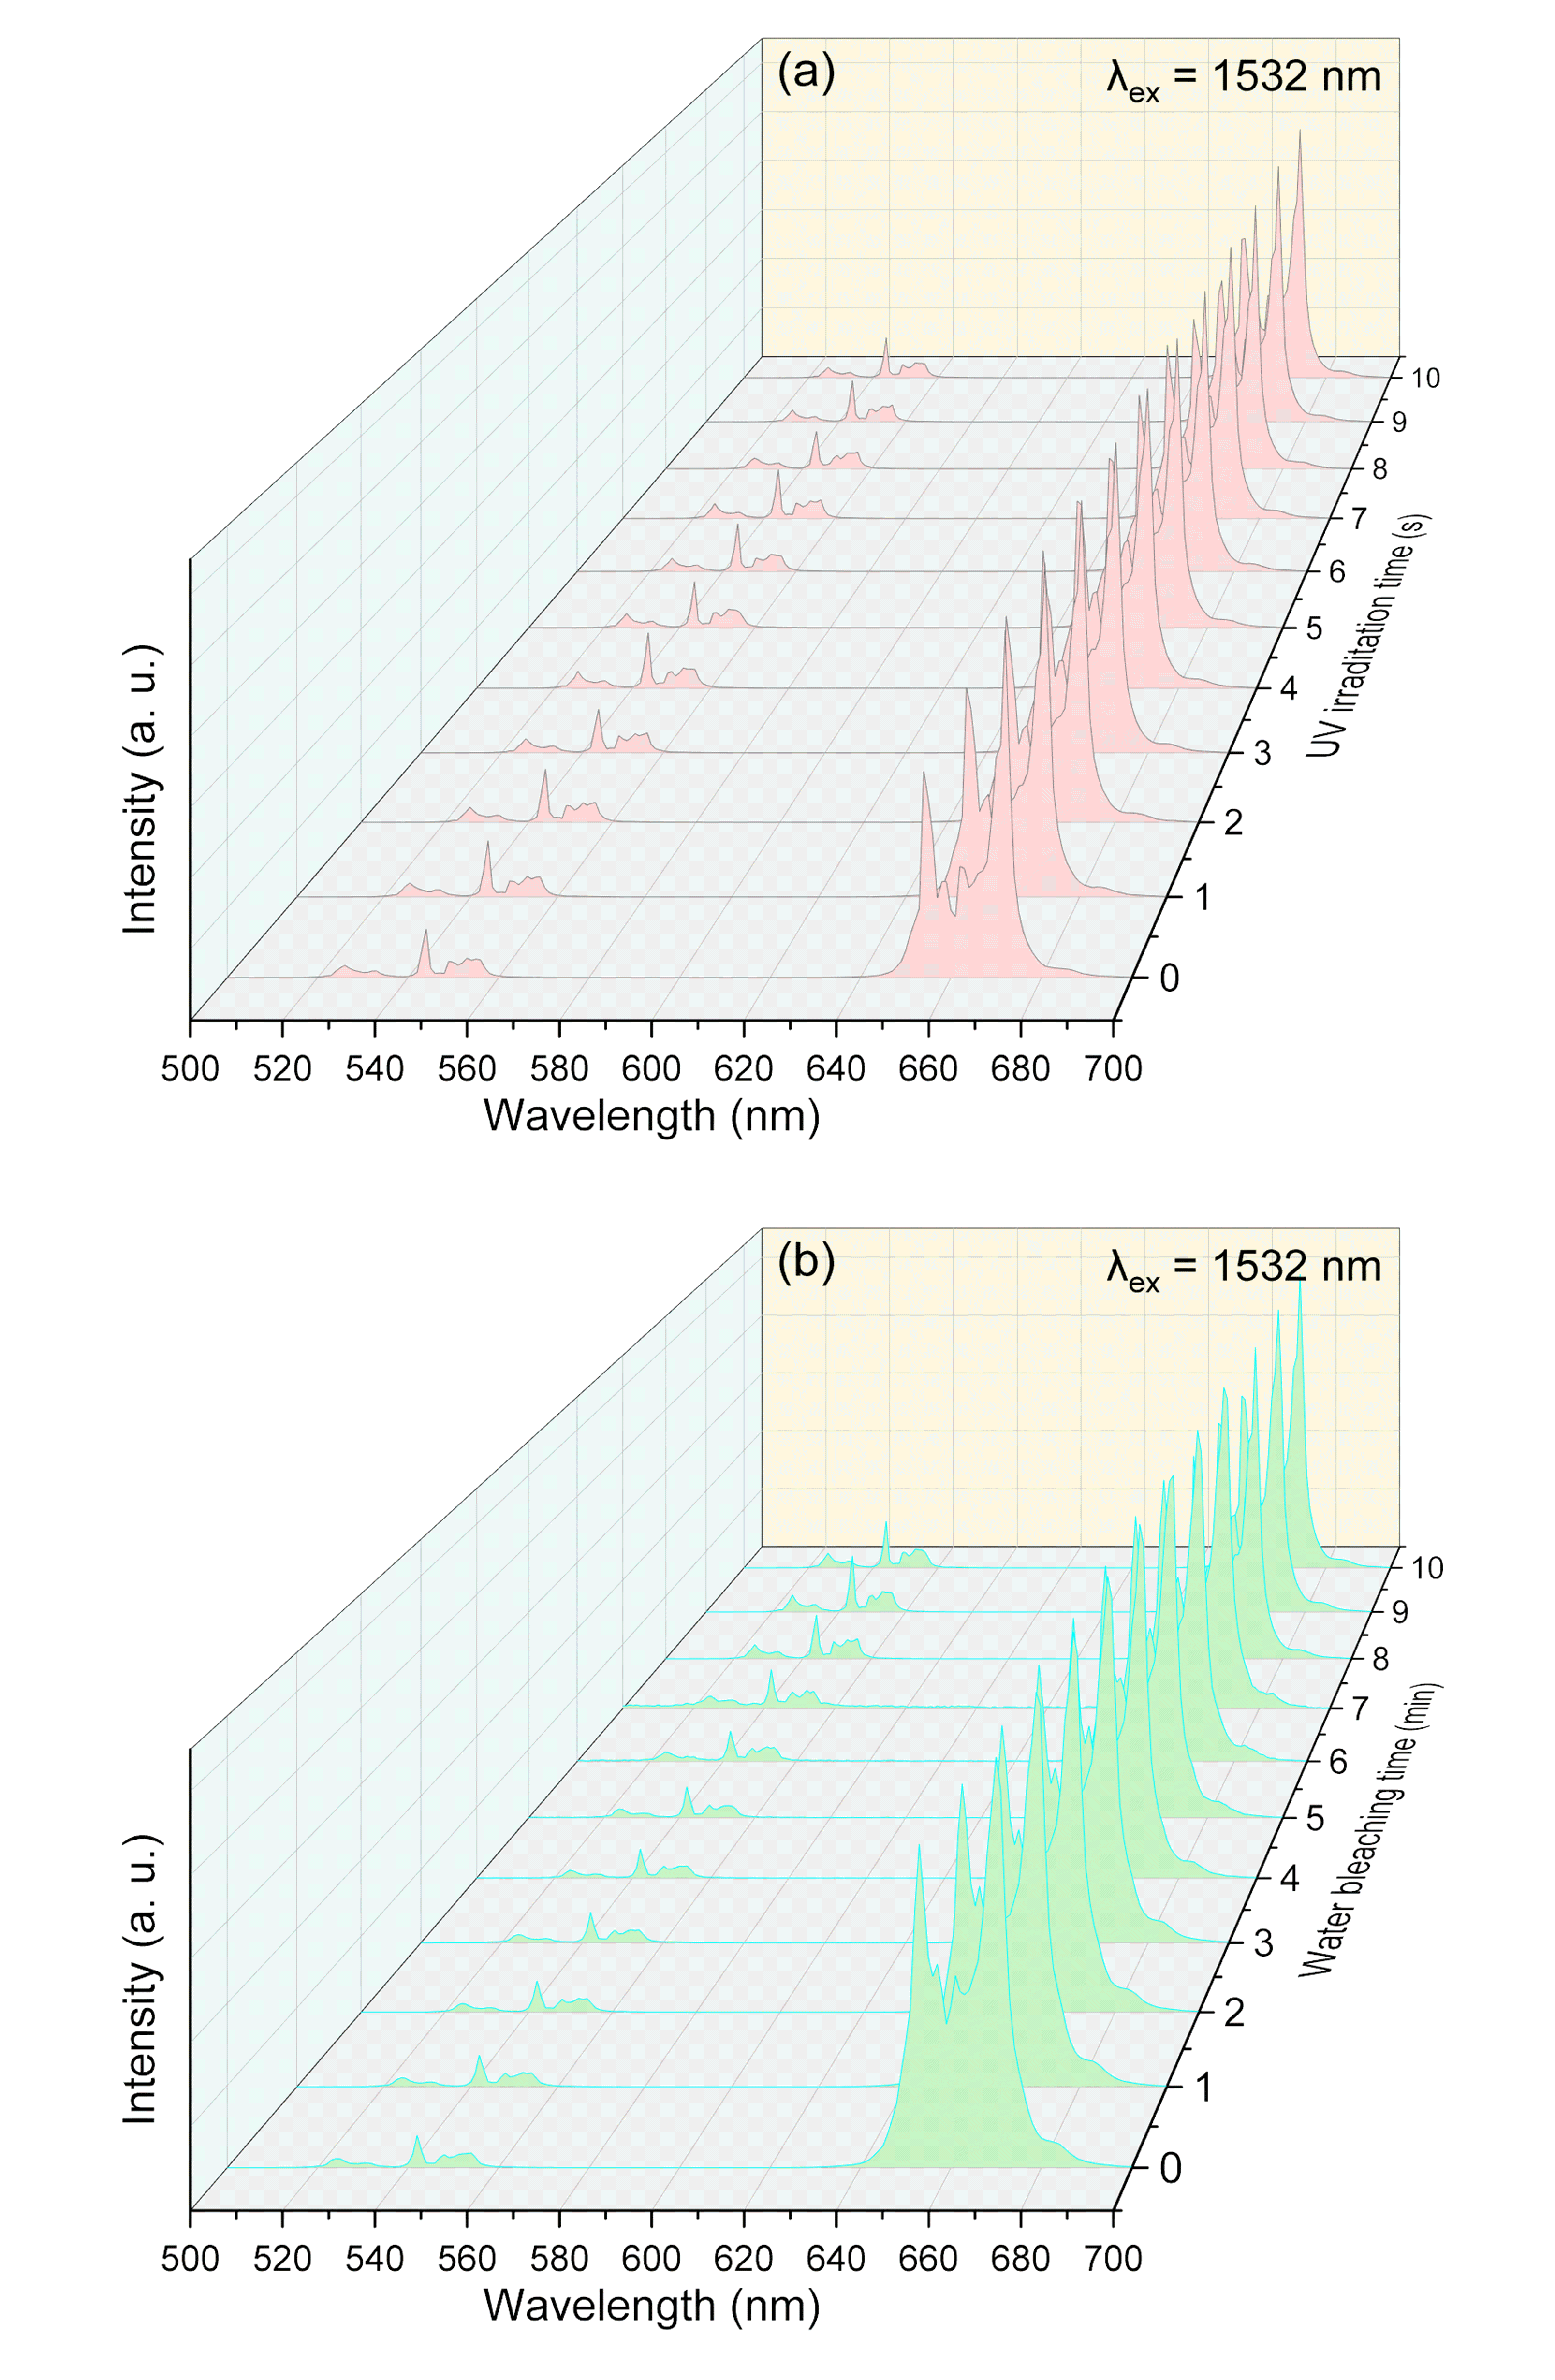 (a)
λex = 1532 nm
10
9
8
7
6
5
4
3
2
1
0
UV irraditation time (s)
Intensity (a. u.)
500 520 540 560 580 600 620 640 660 680 700
Wavelength (nm)
(b)
λex = 1532 nm
10
9
8
7
6
5
4
3
2
1
0
Water bleaching time (min)
Intensity (a. u.)
500 520 540 560 580 600 620 640 660 680 700
Wavelength (nm)